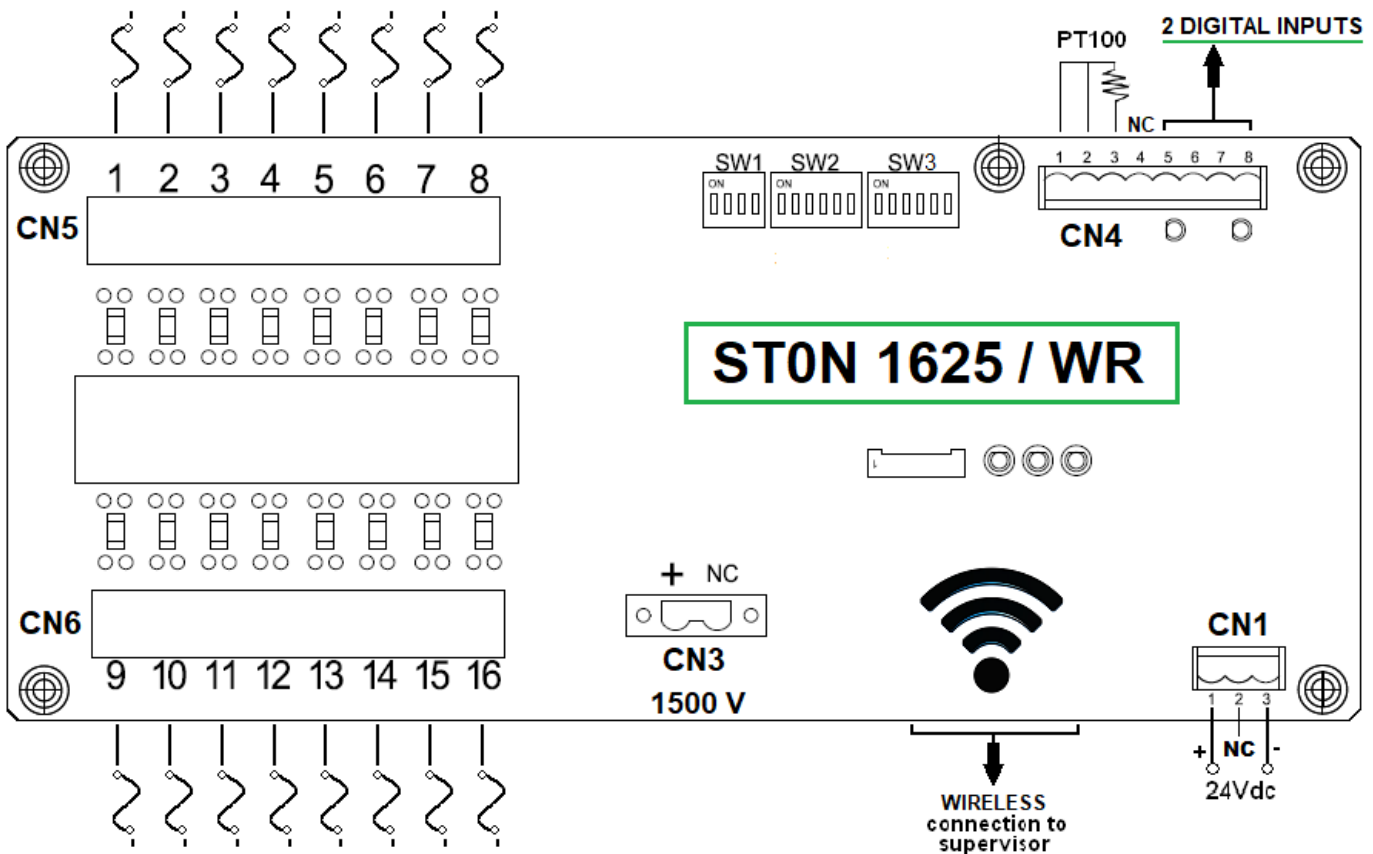 2 DIGITAL INPUTS
PT100
NC
1 2 3 4 5 6 7 8
CN4
1 2 3 4 5 6 7 8
CN5
SW1 SW2 SW3
ON ON ON
ST0N 1625 / WR
1
+ NC
CN3
1500 V
CN6
9 10 11 12 13 14 15 16
CN1
1 2 3
+ NC -
24Vdc
WIRELESS
connection to
supervisor